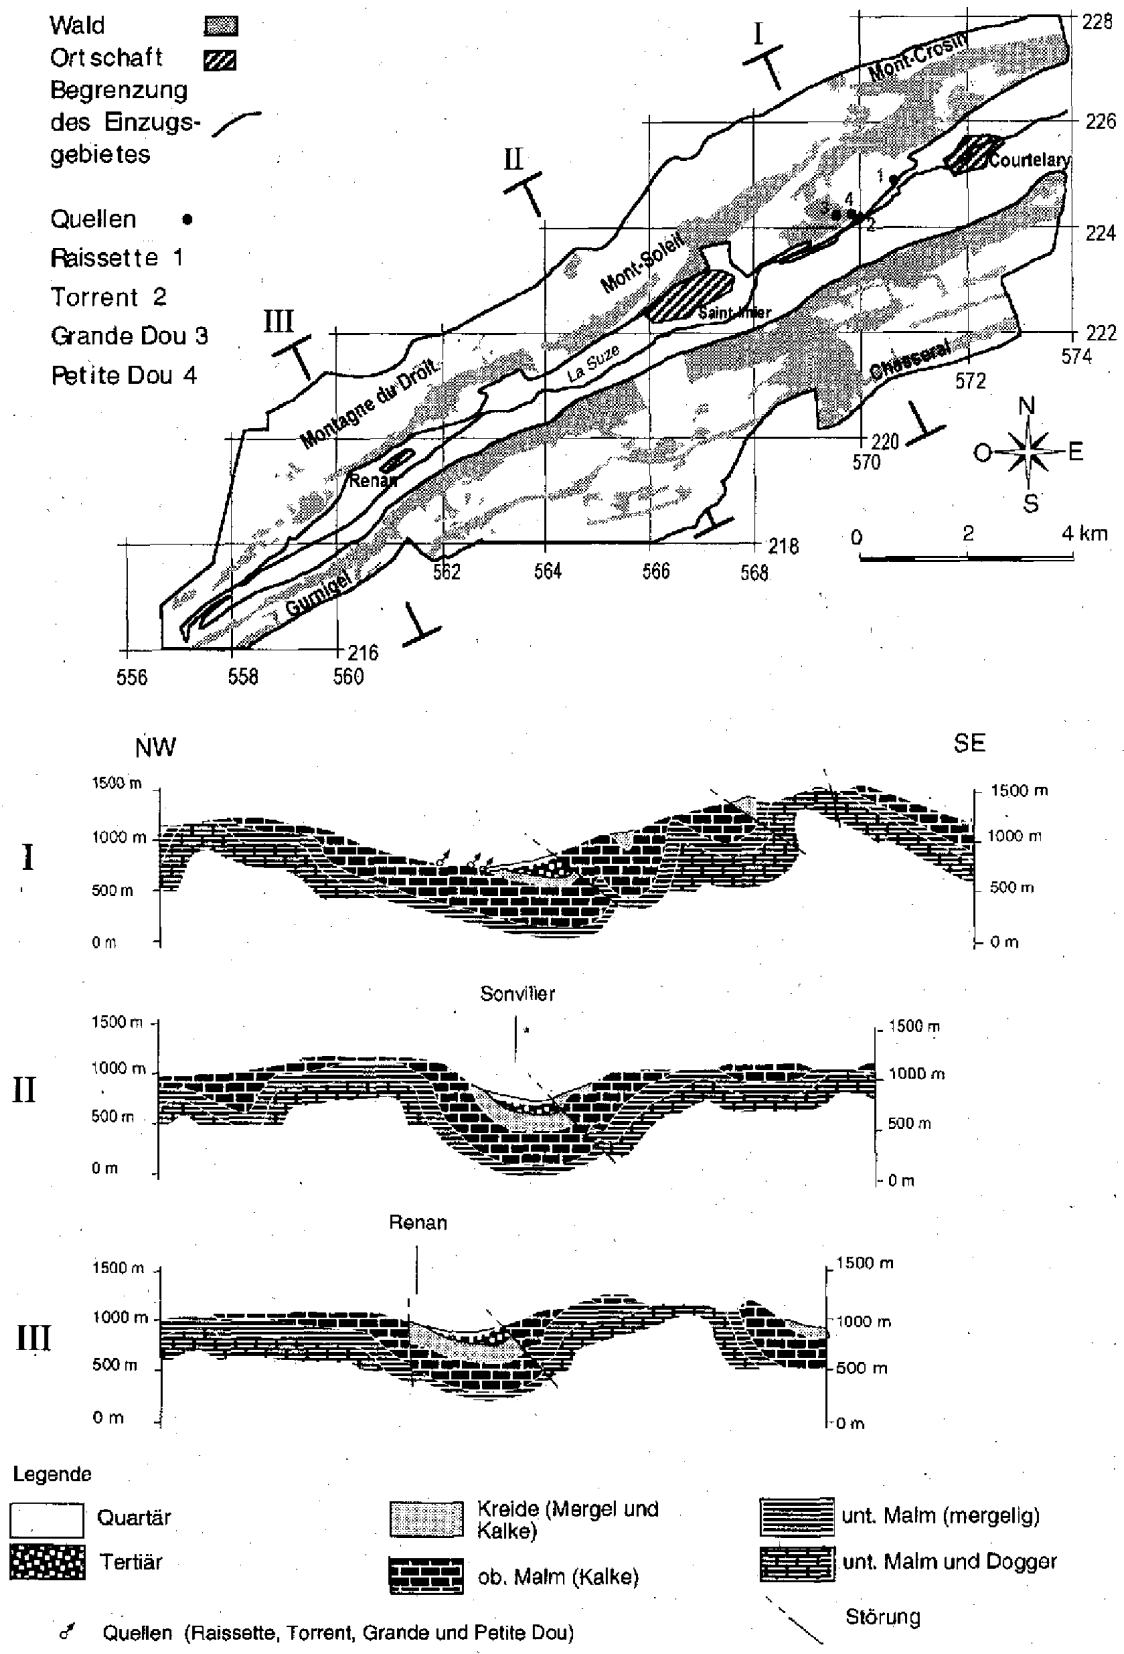 Wald
Ortschaft
Begrenzung
des Einzugs-
gebietes
Quellen
Raissette 1
Torrent 2
Grande Dou 3
Petite Dou 4
I
II
III
Mont-Crosin
Courtelary
1
4
3
2
Mont-Soleil
Saint-Imier
La Suze
Chasseral
Montagne du Droit
Renan
Gurnigel
228
226
224
222
574
572
220
570
218
562
564
566
568
216
556
558
560
N
O
E
S
0 2 4 km
NW
SE
I
1500 m
1000 m
500 m
0 m
1500 m
1000 m
500 m
0 m
Sonvilier
II
1500 m
1000 m
500 m
0 m
1500 m
1000 m
500 m
0 m
Renan
III
1500 m
1000 m
500 m
0 m
1500 m
1000 m
500 m
0 m
Legende
Quartär
Tertiär
Kreide (Mergel und
Kalke)
ob. Malm (Kalke)
unt. Malm (mergelig)
unt. Malm und Dogger
Störung
Quellen (Raissette, Torrent, Grande und Petite Dou)